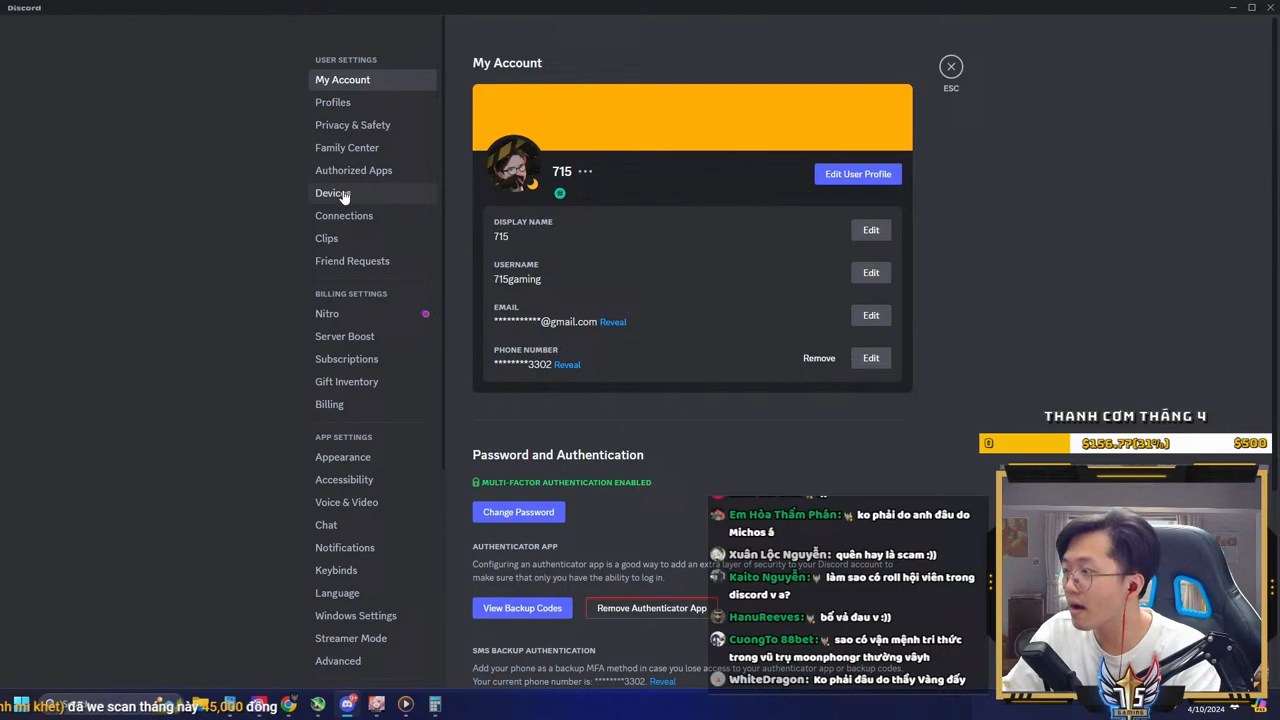 Discord
USER SETTINGS
My Account
Profiles
Privacy & Safety
Family Center
Authorized Apps
Devices
Connections
Clips
Friend Requests
BILLING SETTINGS
Nitro
Server Boost
Subscriptions
Gift Inventory
Billing
APP SETTINGS
Appearance
Accessibility
Voice & Video
Chat
Notifications
Keybinds
Language
Windows Settings
Streamer Mode
Advanced
My Account
ESC
715
Edit User Profile
DISPLAY NAME
715
Edit
USERNAME
715gaming
Edit
EMAIL
***********@gmail.com Reveal
Edit
PHONE NUMBER
********3302 Reveal
Remove
Edit
Password and Authentication
MULTI-FACTOR AUTHENTICATION ENABLED
Change Password
AUTHENTICATOR APP
Configuring an authenticator app is a good way to add an extra layer of security to your Discord account to
make sure that only you have the ability to log in.
View Backup Codes
Remove Authenticator App
SMS BACKUP AUTHENTICATION
Add your phone as a backup MFA method in case you lose access to your authenticator app or backup codes.
Your current phone number is: ********3302. Reveal
THANH CƠM THÁNG 4
0 $156.77(31%) $500
Em Hòa Thẩm Phán: ko phải do anh đâu do
Michos á
Xuân Lộc Nguyễn: quên hay là scam :))
Kaito Nguyễn: làm sao có roll hội viên trong
discord v a?
HanuReeves: bố vả đau v :))
CuongTo 88bet: sao có vận mệnh tri thức
trong vũ trụ moonphongr thường vâyh
WhiteDragon: Ko phải đâu do thầy Vàng đấy
715
GAMING
nh mì khét) đã we scan tháng này 45,000 đồng
4/10/2024